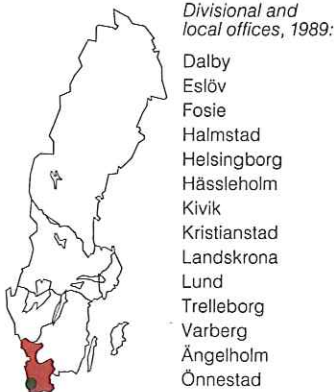 Divisional and
local offices, 1989:
Dalby
Eslöv
Fosie
Halmstad
Helsingborg
Hässleholm
Kivik
Kristianstad
Landskrona
Lund
Trelleborg
Varberg
Ängelholm
Önnestad